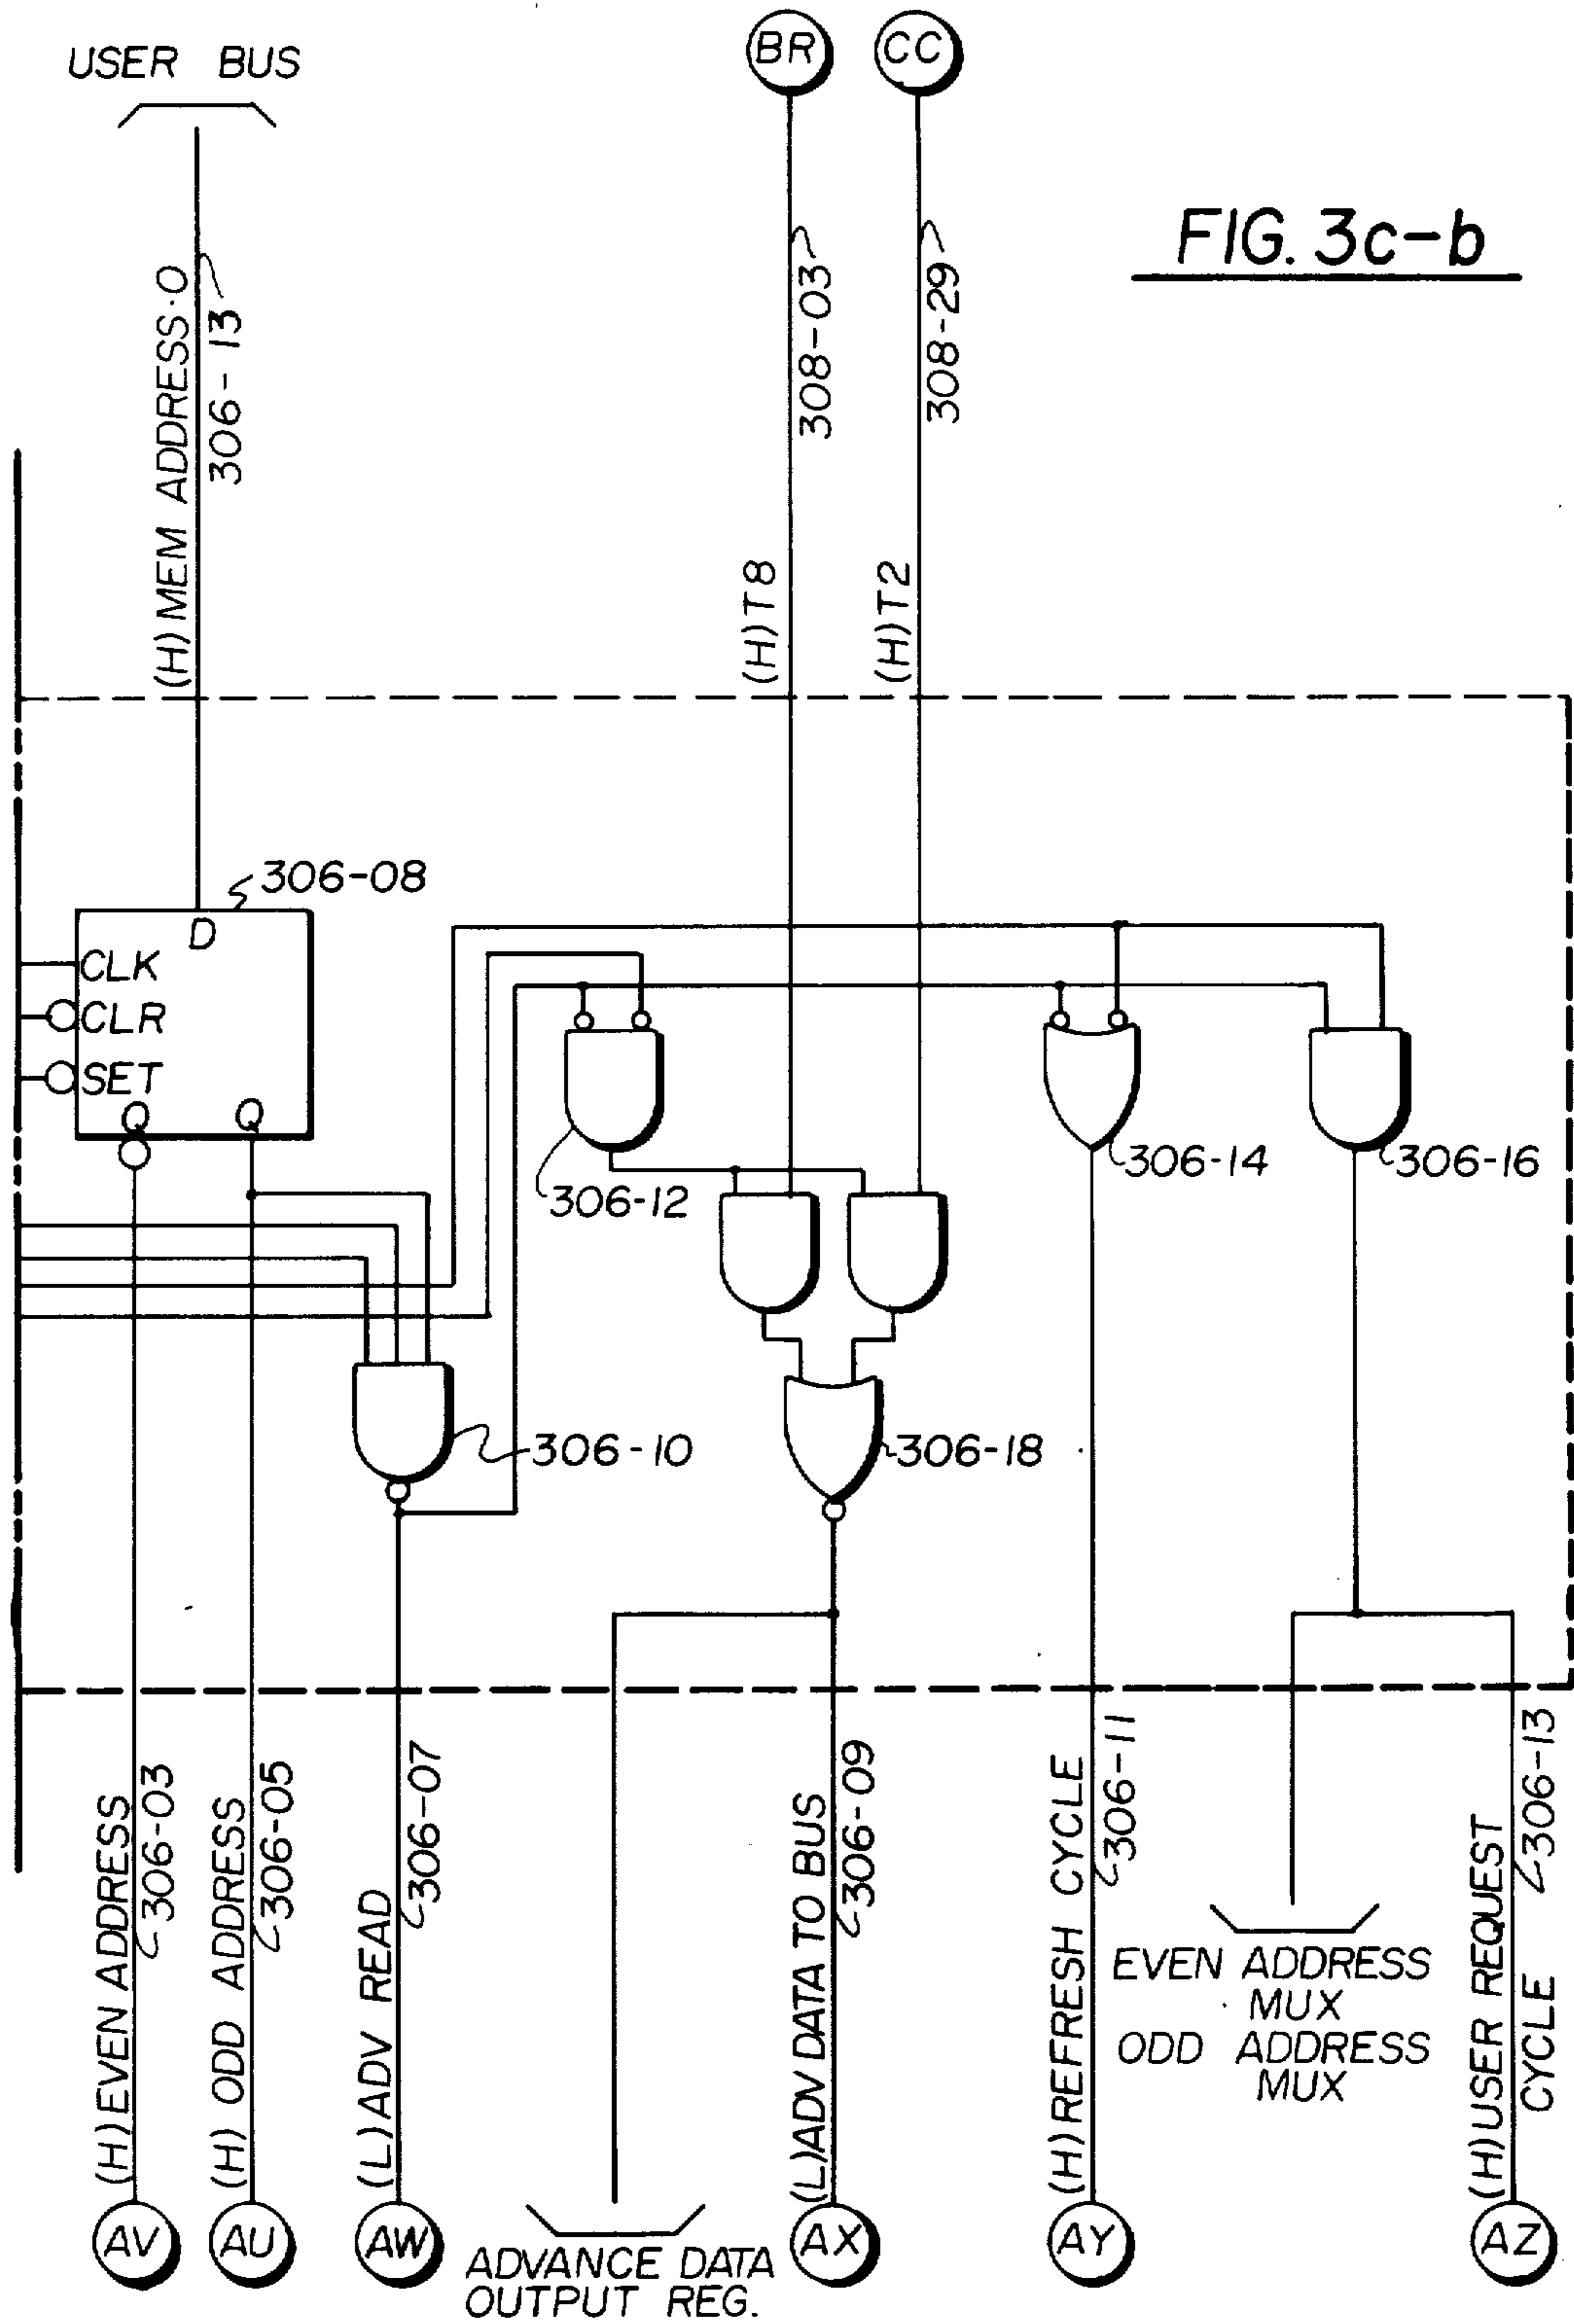 USER BUS
BR
CC
FIG. 3c-b
(H) MEM ADDRESS·0
306-13
308-03
308-29
(H)T8
(H)T2
306-08
D
CLK
CLR
SET
Q
Q
306-12
306-14
306-16
306-10
306-18
(H)EVEN ADDRESS
306-03
(H) ODD ADDRESS
306-05
(L)ADV READ
306-07
(L)ADV DATA TO BUS
306-09
(H)REFRESH CYCLE
306-11
(H)USER REQUEST
CYCLE
306-13
EVEN ADDRESS
MUX
ODD ADDRESS
MUX
AV
AU
AW
ADVANCE DATA
OUTPUT REG.
AX
AY
AZ